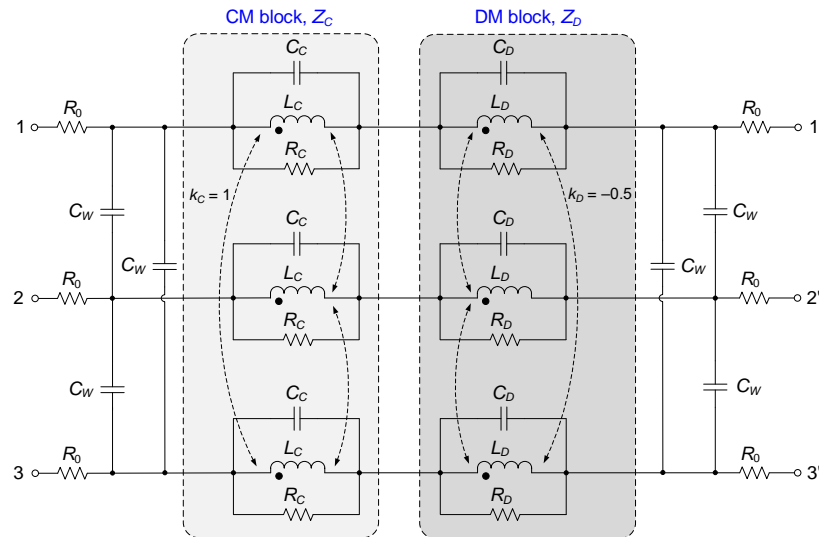 CM block, Z_C DM block, Z_D
C_C C_D
1 R_0 L_C L_D R_0 1'
R_C R_D
k_C = 1 k_D = −0.5
C_W C_C C_D C_W
C_W L_C L_D C_W
2 R_0 R_0 2'
R_C R_D
C_W C_C C_D C_W
L_C L_D
3 R_0 R_0 3'
R_C R_D